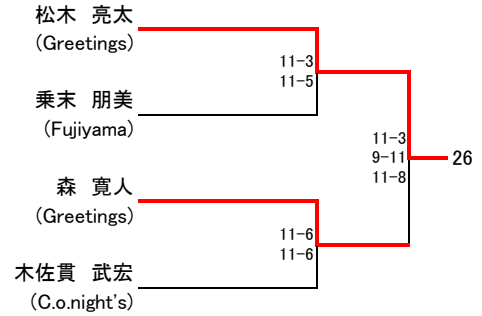 松木 亮太
(Greetings)
11-3
11-5
乗末 朋美
(Fujiyama)
11-3
9-11
11-8
26
森 寛人
(Greetings)
11-6
11-6
木佐貫 武宏
(C.o.night's)